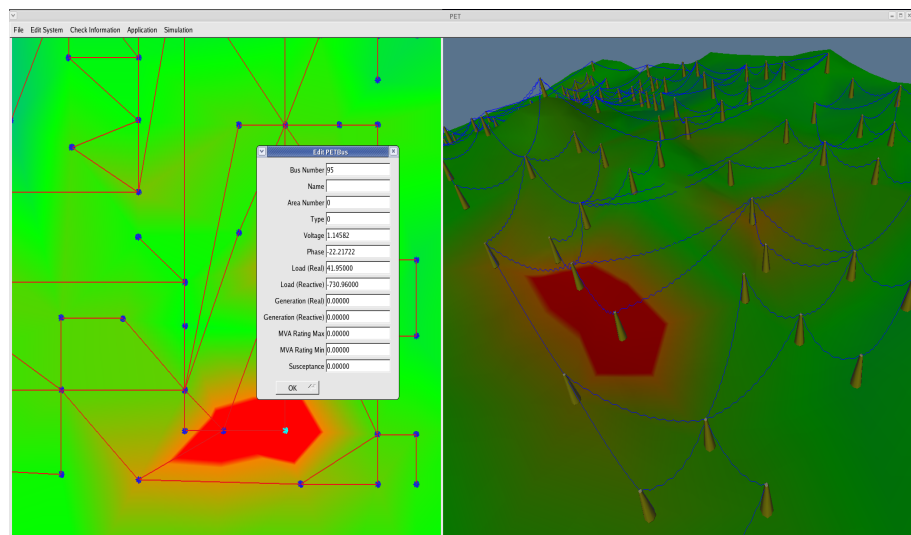 PET
File Edit System Check Information Application Simulation
Edit PETBus
Bus Number 95
Name
Area Number 0
Type 0
Voltage 1.14582
Phase -22.21722
Load (Real) 41.95000
Load (Reactive) -730.96000
Generation (Real) 0.00000
Generation (Reactive) 0.00000
MVA Rating Max 0.00000
MVA Rating Min 0.00000
Susceptance 0.00000
OK